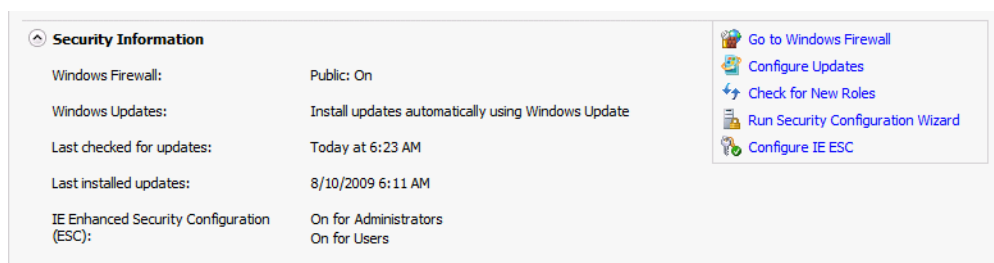 Security Information
Windows Firewall: Public: On
Windows Updates: Install updates automatically using Windows Update
Last checked for updates: Today at 6:23 AM
Last installed updates: 8/10/2009 6:11 AM
IE Enhanced Security Configuration On for Administrators
(ESC): On for Users
Go to Windows Firewall
Configure Updates
Check for New Roles
Run Security Configuration Wizard
Configure IE ESC